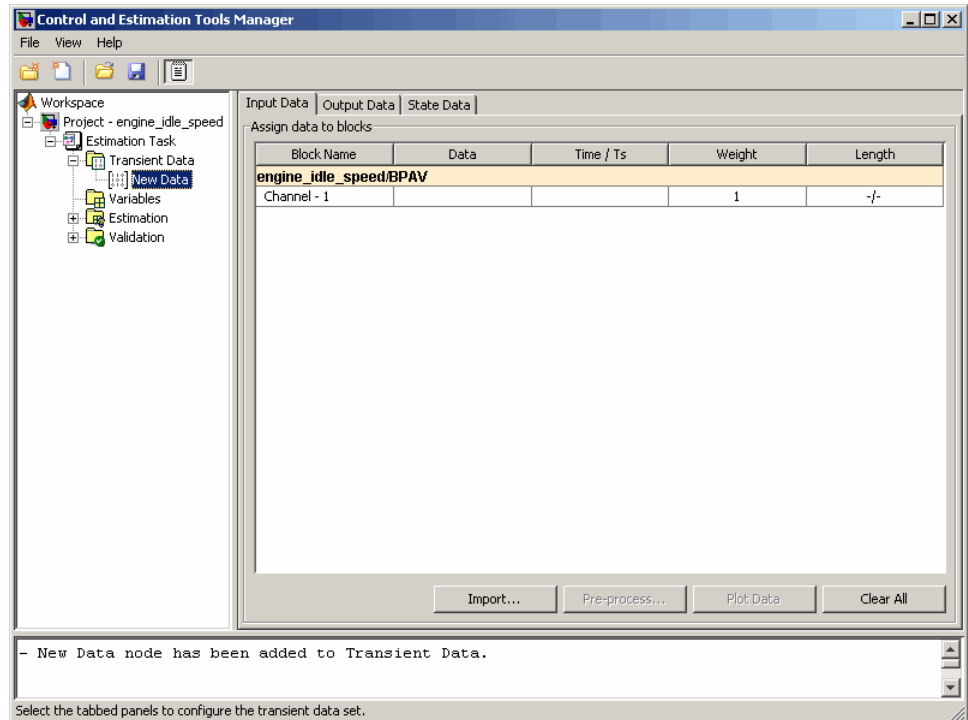 Control and Estimation Tools Manager
File View Help
Workspace
Project - engine_idle_speed
Estimation Task
Transient Data
New Data
Variables
Estimation
Validation
Input Data Output Data State Data
Assign data to blocks
Block Name Data Time / Ts Weight Length
engine_idle_speed/BPAV
Channel - 1 1 -/-
Import... Pre-process... Plot Data Clear All
- New Data node has been added to Transient Data.
Select the tabbed panels to configure the transient data set.